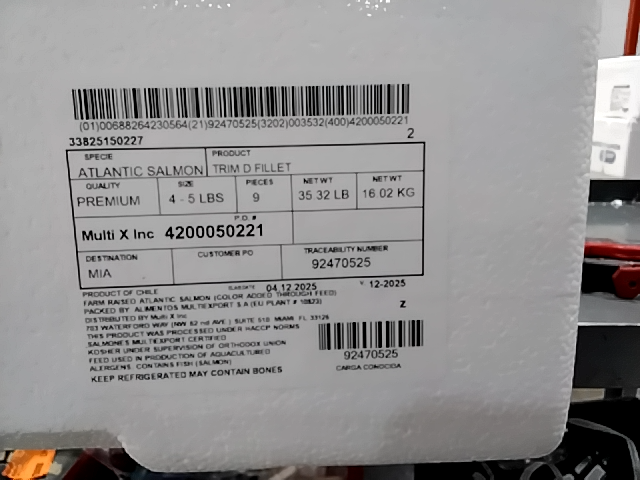 (01)00688264230564(21)92470525(3202)003532(400)4200050221
33825150227 2
SPECIE PRODUCT
ATLANTIC SALMON TRIM D FILLET
QUALITY SIZE PIECES NET WT NET WT
PREMIUM 4 - 5 LBS 9 35.32 LB 16.02 KG
P.O. #
Multi X Inc 4200050221
DESTINATION CUSTOMER PO TRACEABILITY NUMBER
MIA 92470525
PRODUCT OF CHILE 04.12.2025 12-2025
FARM RAISED ATLANTIC SALMON (COLOR ADDED THROUGH FEED)
PACKED BY ALIMENTOS MULTIEXPORT S.A (EU PLANT # 10823) Z
DISTRIBUTED BY Multi X Inc
703 WATERFORD WAY (NW 62 nd AVE ) SUITE 510 MIAMI FL 33126
THIS PRODUCT WAS PROCESSED UNDER HACCP NORMS
SALMONES MULTIEXPORT CERTIFIED
KOSHER UNDER SUPERVISION OF ORTHODOX UNION
FEED USED IN PRODUCTION OF AQUACULTURED
ALLERGENS: CONTAINS FISH (SALMON)
KEEP REFRIGERATED MAY CONTAIN BONES
92470525
CARGA CONOCIDA